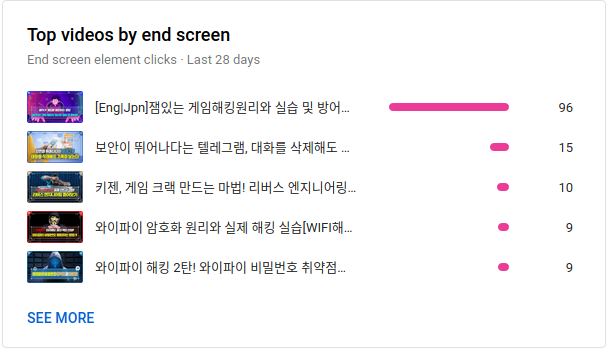 Top videos by end screen
End screen element clicks · Last 28 days
[Eng|Jpn]잼있는 게임해킹원리와 실습 및 방어... 96
보안이 뛰어나다는 텔레그램, 대화를 삭제해도 ... 15
키젠, 게임 크랙 만드는 마법! 리버스 엔지니어링... 10
와이파이 암호화 원리와 실제 해킹 실습[WIFI해... 9
와이파이 해킹 2탄! 와이파이 비밀번호 취약점... 9
SEE MORE